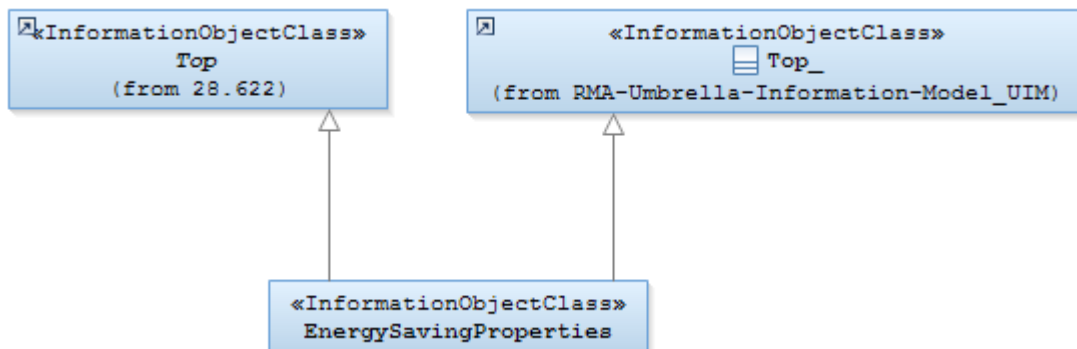 «InformationObjectClass»
Top
(from 28.622)
«InformationObjectClass»
Top_
(from RMA-Umbrella-Information-Model_UIM)
«InformationObjectClass»
EnergySavingProperties